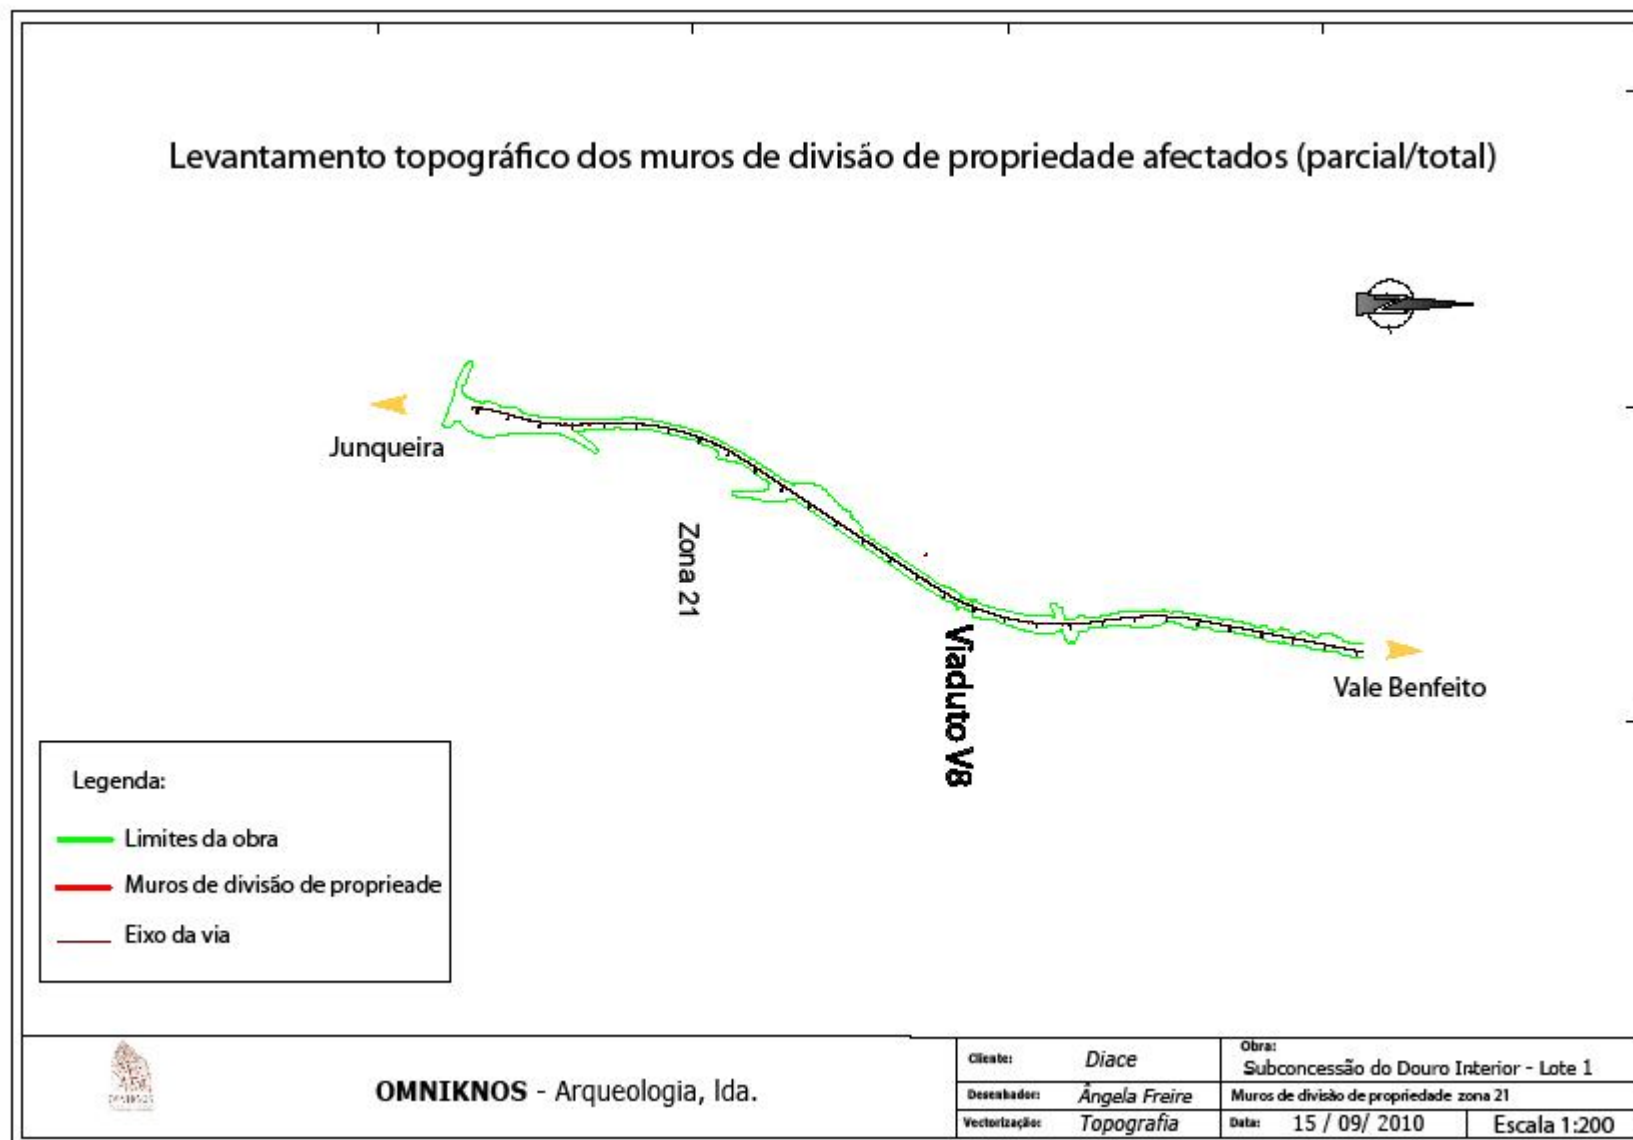 Levantamento topográfico dos muros de divisão de propriedade afectados (parcial/total)
Junqueira
Zona 21
Viaduto V8
Vale Benfeito
Legenda:
Limites da obra
Muros de divisão de proprieade
Eixo da via
OMNIKNOS
OMNIKNOS - Arqueologia, lda.
Cliente: Diace
Desenhador: Ângela Freire
Vectorização: Topografia
Obra:
Subconcessão do Douro Interior - Lote 1
Muros de divisão de propriedade zona 21
Data: 15 / 09/ 2010
Escala 1:200